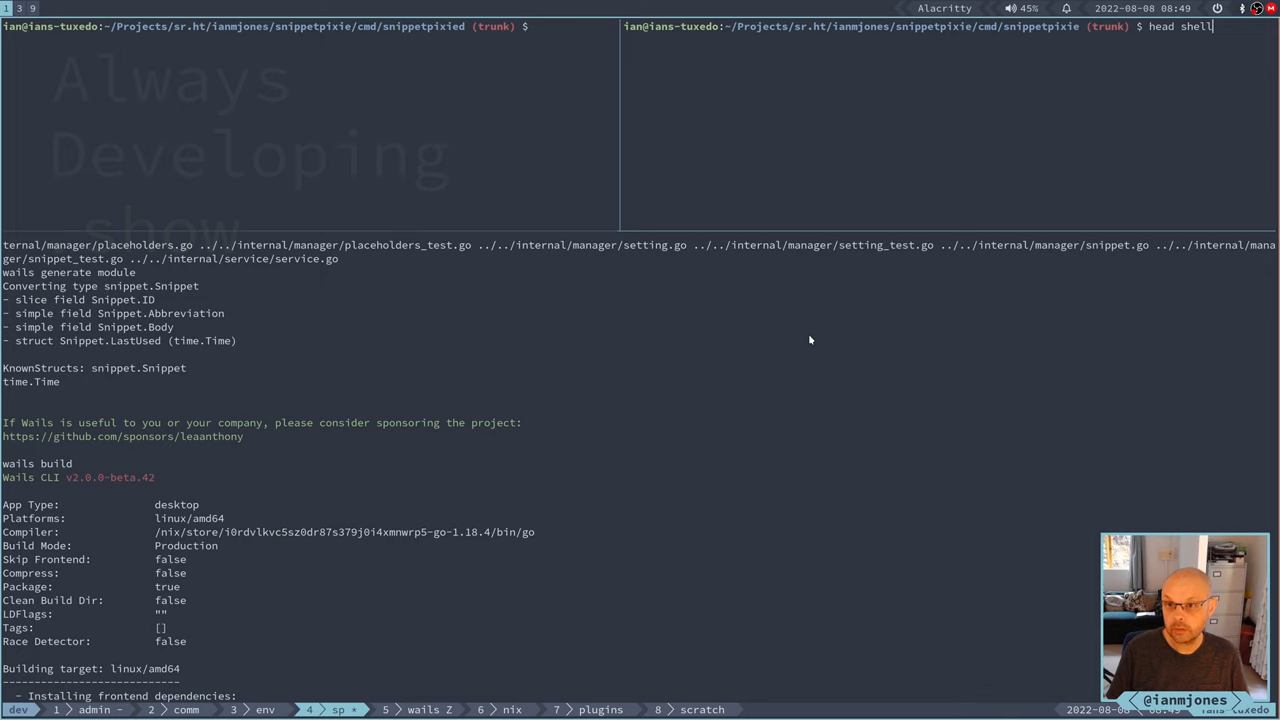 1 3 9
Alacritty
45%
2022-08-08 08:49
ian@ians-tuxedo:~/Projects/sr.ht/ianmjones/snippetpixie/cmd/snippetpixied (trunk) $
ian@ians-tuxedo:~/Projects/sr.ht/ianmjones/snippetpixie/cmd/snippetpixie (trunk) $ head shell
Always
Developing
show
ternal/manager/placeholders.go ../../internal/manager/placeholders_test.go ../../internal/manager/setting.go ../../internal/manager/setting_test.go ../../internal/manager/snippet.go ../../internal/mana
ger/snippet_test.go ../../internal/service/service.go
wails generate module
Converting type snippet.Snippet
- slice field Snippet.ID
- simple field Snippet.Abbreviation
- simple field Snippet.Body
- struct Snippet.LastUsed (time.Time)
KnownStructs: snippet.Snippet
time.Time
If Wails is useful to you or your company, please consider sponsoring the project:
https://github.com/sponsors/leaanthony
wails build
Wails CLI v2.0.0-beta.42
App Type: desktop
Platforms: linux/amd64
Compiler: /nix/store/i0rdvlkvc5sz0dr87s379j0i4xmnwrp5-go-1.18.4/bin/go
Build Mode: Production
Skip Frontend: false
Compress: false
Package: true
Clean Build Dir: false
LDFlags: ""
Tags: []
Race Detector: false
Building target: linux/amd64
---------------------------
- Installing frontend dependencies:
@ianmjones
dev 1 admin - 2 comm 3 env 4 sp * 5 wails Z 6 nix 7 plugins 8 scratch 2022-08-08